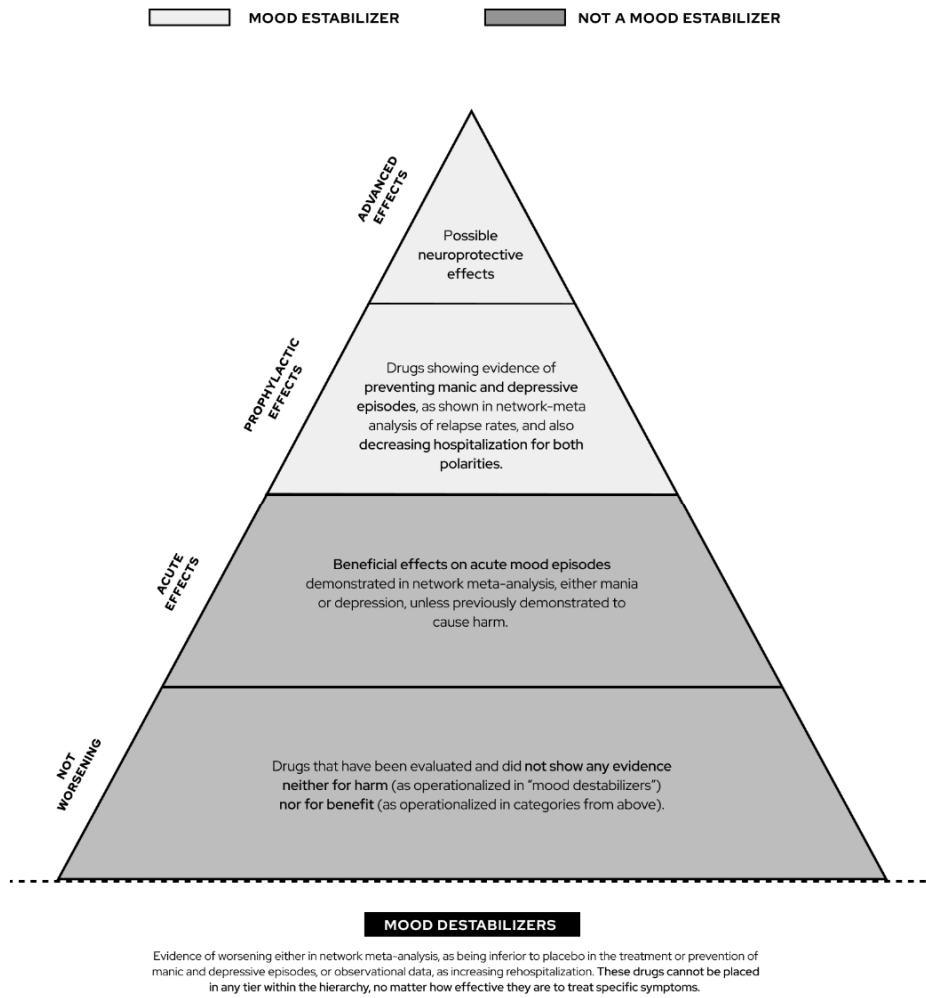 MOOD ESTABILIZER
NOT A MOOD ESTABILIZER
ADVANCED
EFFECTS
Possible
neuroprotective
effects
PROPHYLACTIC
EFFECTS
Drugs showing evidence of
preventing manic and depressive
episodes, as shown in network-meta
analysis of relapse rates, and also
decreasing hospitalization for both
polarities.
ACUTE
EFFECTS
Beneficial effects on acute mood episodes
demonstrated in network meta-analysis, either mania
or depression, unless previously demonstrated to
cause harm.
NOT
WORSENING
Drugs that have been evaluated and did not show any evidence
neither for harm (as operationalized in “mood destabilizers”)
nor for benefit (as operationalized in categories from above).
MOOD DESTABILIZERS
Evidence of worsening either in network meta-analysis, as being inferior to placebo in the treatment or prevention of
manic and depressive episodes, or observational data, as increasing rehospitalization. These drugs cannot be placed
in any tier within the hierarchy, no matter how effective they are to treat specific symptoms.